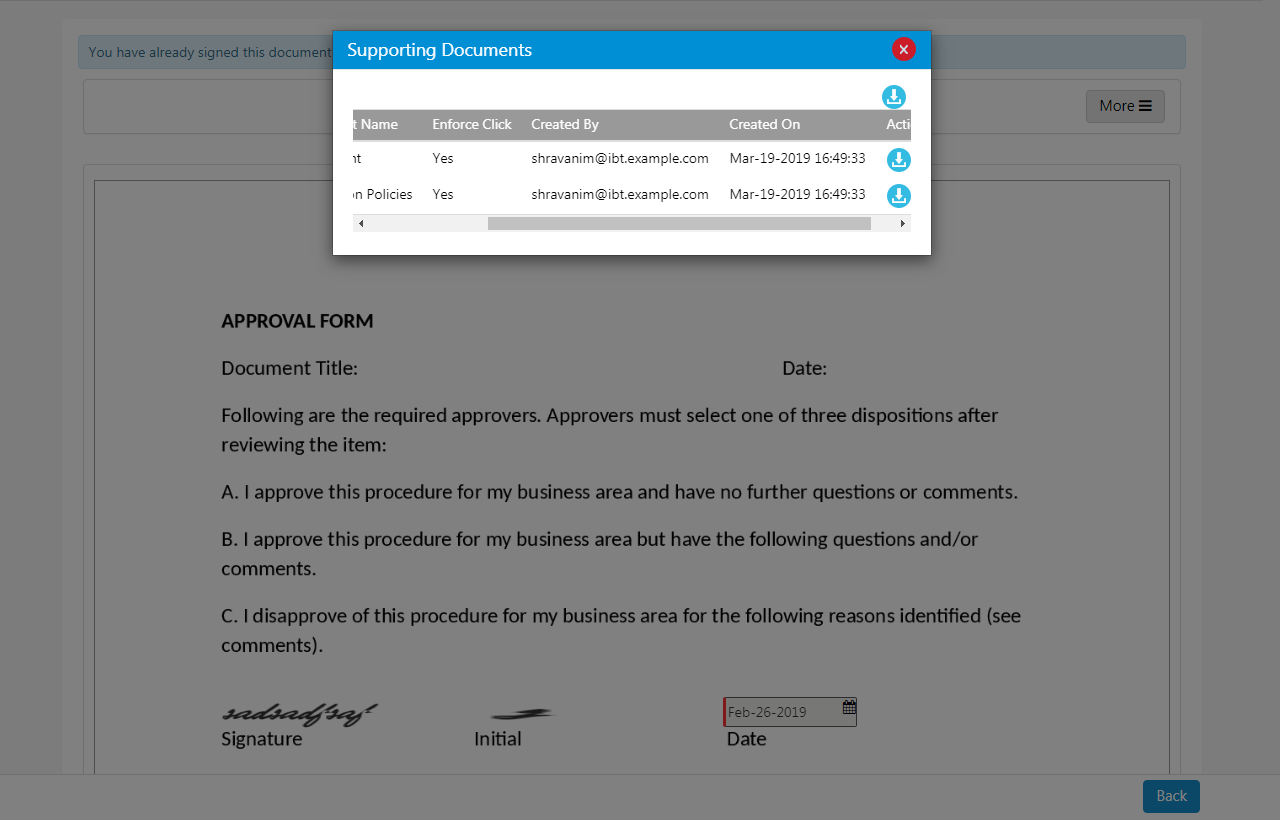 You have already signed this document
Supporting Documents
More
t Name Enforce Click Created By Created On Acti
nt Yes shravanim@ibt.example.com Mar-19-2019 16:49:33
on Policies Yes shravanim@ibt.example.com Mar-19-2019 16:49:33
APPROVAL FORM
Document Title: Date:
Following are the required approvers. Approvers must select one of three dispositions after
reviewing the item:
A. I approve this procedure for my business area and have no further questions or comments.
B. I approve this procedure for my business area but have the following questions and/or
comments.
C. I disapprove of this procedure for my business area for the following reasons identified (see
comments).
Feb-26-2019
Signature Initial Date
Back